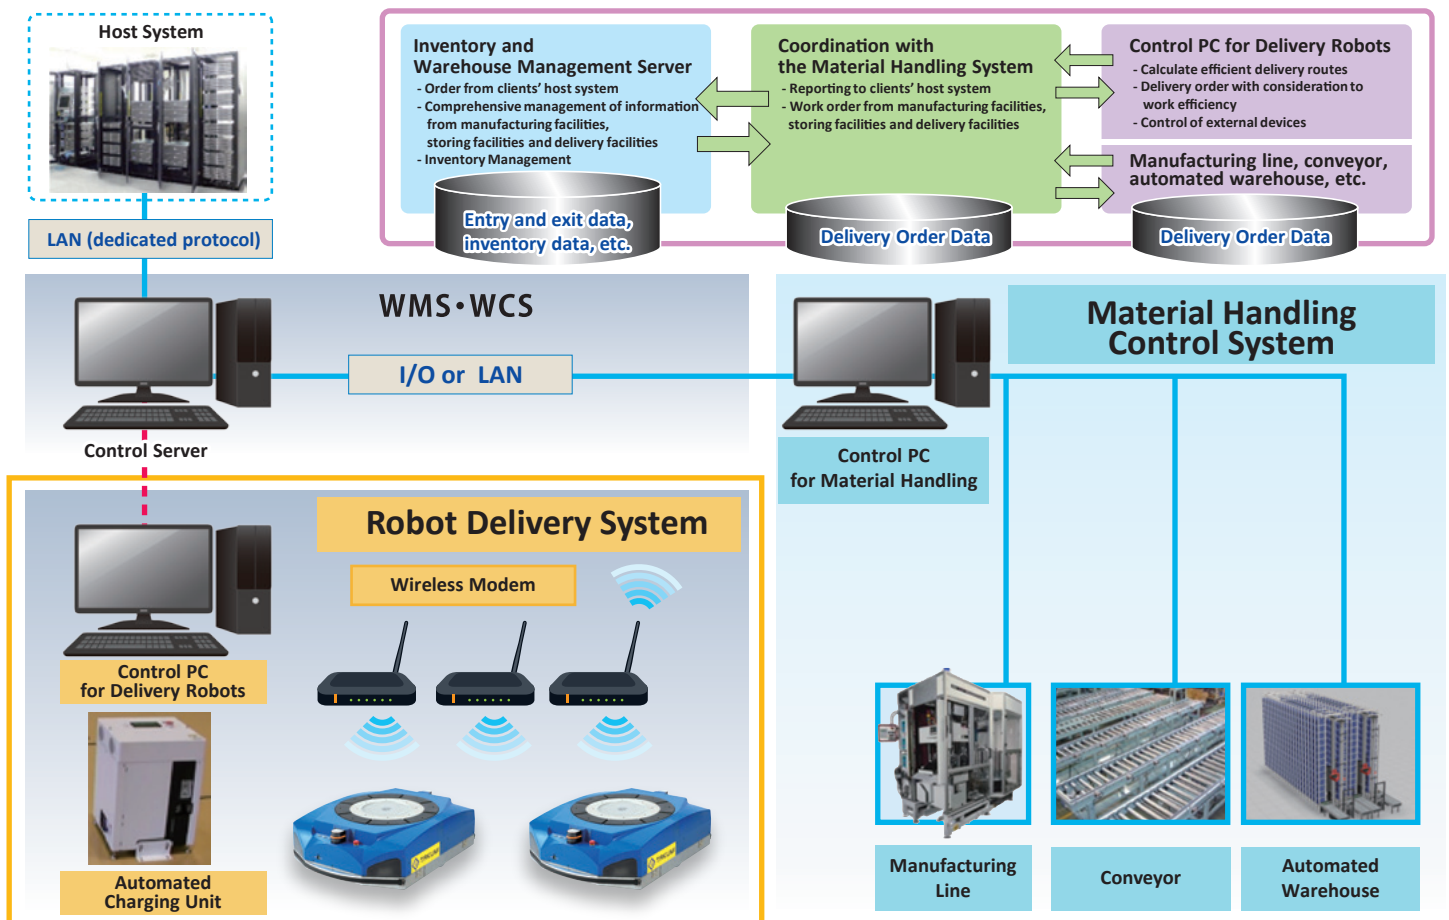 Host System
LAN (dedicated protocol)
Inventory and
Warehouse Management Server
- Order from clients' host system
- Comprehensive management of information
from manufacturing facilities,
storing facilities and delivery facilities
- Inventory Management
Entry and exit data,
inventory data, etc.
Coordination with
the Material Handling System
- Reporting to clients' host system
- Work order from manufacturing facilities,
storing facilities and delivery facilities
Delivery Order Data
Control PC for Delivery Robots
- Calculate efficient delivery routes
- Delivery order with consideration to
work efficiency
- Control of external devices
Manufacturing line, conveyor,
automated warehouse, etc.
Delivery Order Data
WMS・WCS
I/O or LAN
Control Server
Material Handling
Control System
Control PC
for Material Handling
Robot Delivery System
Wireless Modem
Control PC
for Delivery Robots
Automated
Charging Unit
Manufacturing
Line
Conveyor
Automated
Warehouse